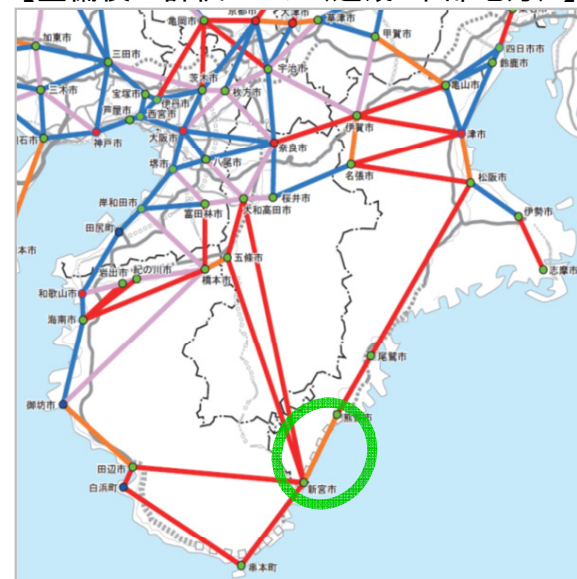 亀岡市
京都市
大津市
草津市
甲賀市
四日市市
鈴鹿市
亀山市
加東市
三田市
茨木市
宇治市
宝塚市
伊丹市
枚方市
三木市
芦屋市
西宮市
伊賀市
津市
明石市
神戸市
大阪市
八尾市
奈良市
名張市
松阪市
堺市
岸和田市
富田林市
大和高田市
桜井市
伊勢市
田尻町
本市
五條市
岩出市
紀の川市
橋本市
志摩市
和歌山市
海南市
尾鷲市
御坊市
熊野市
田辺市
白浜町
新宮市
串本町